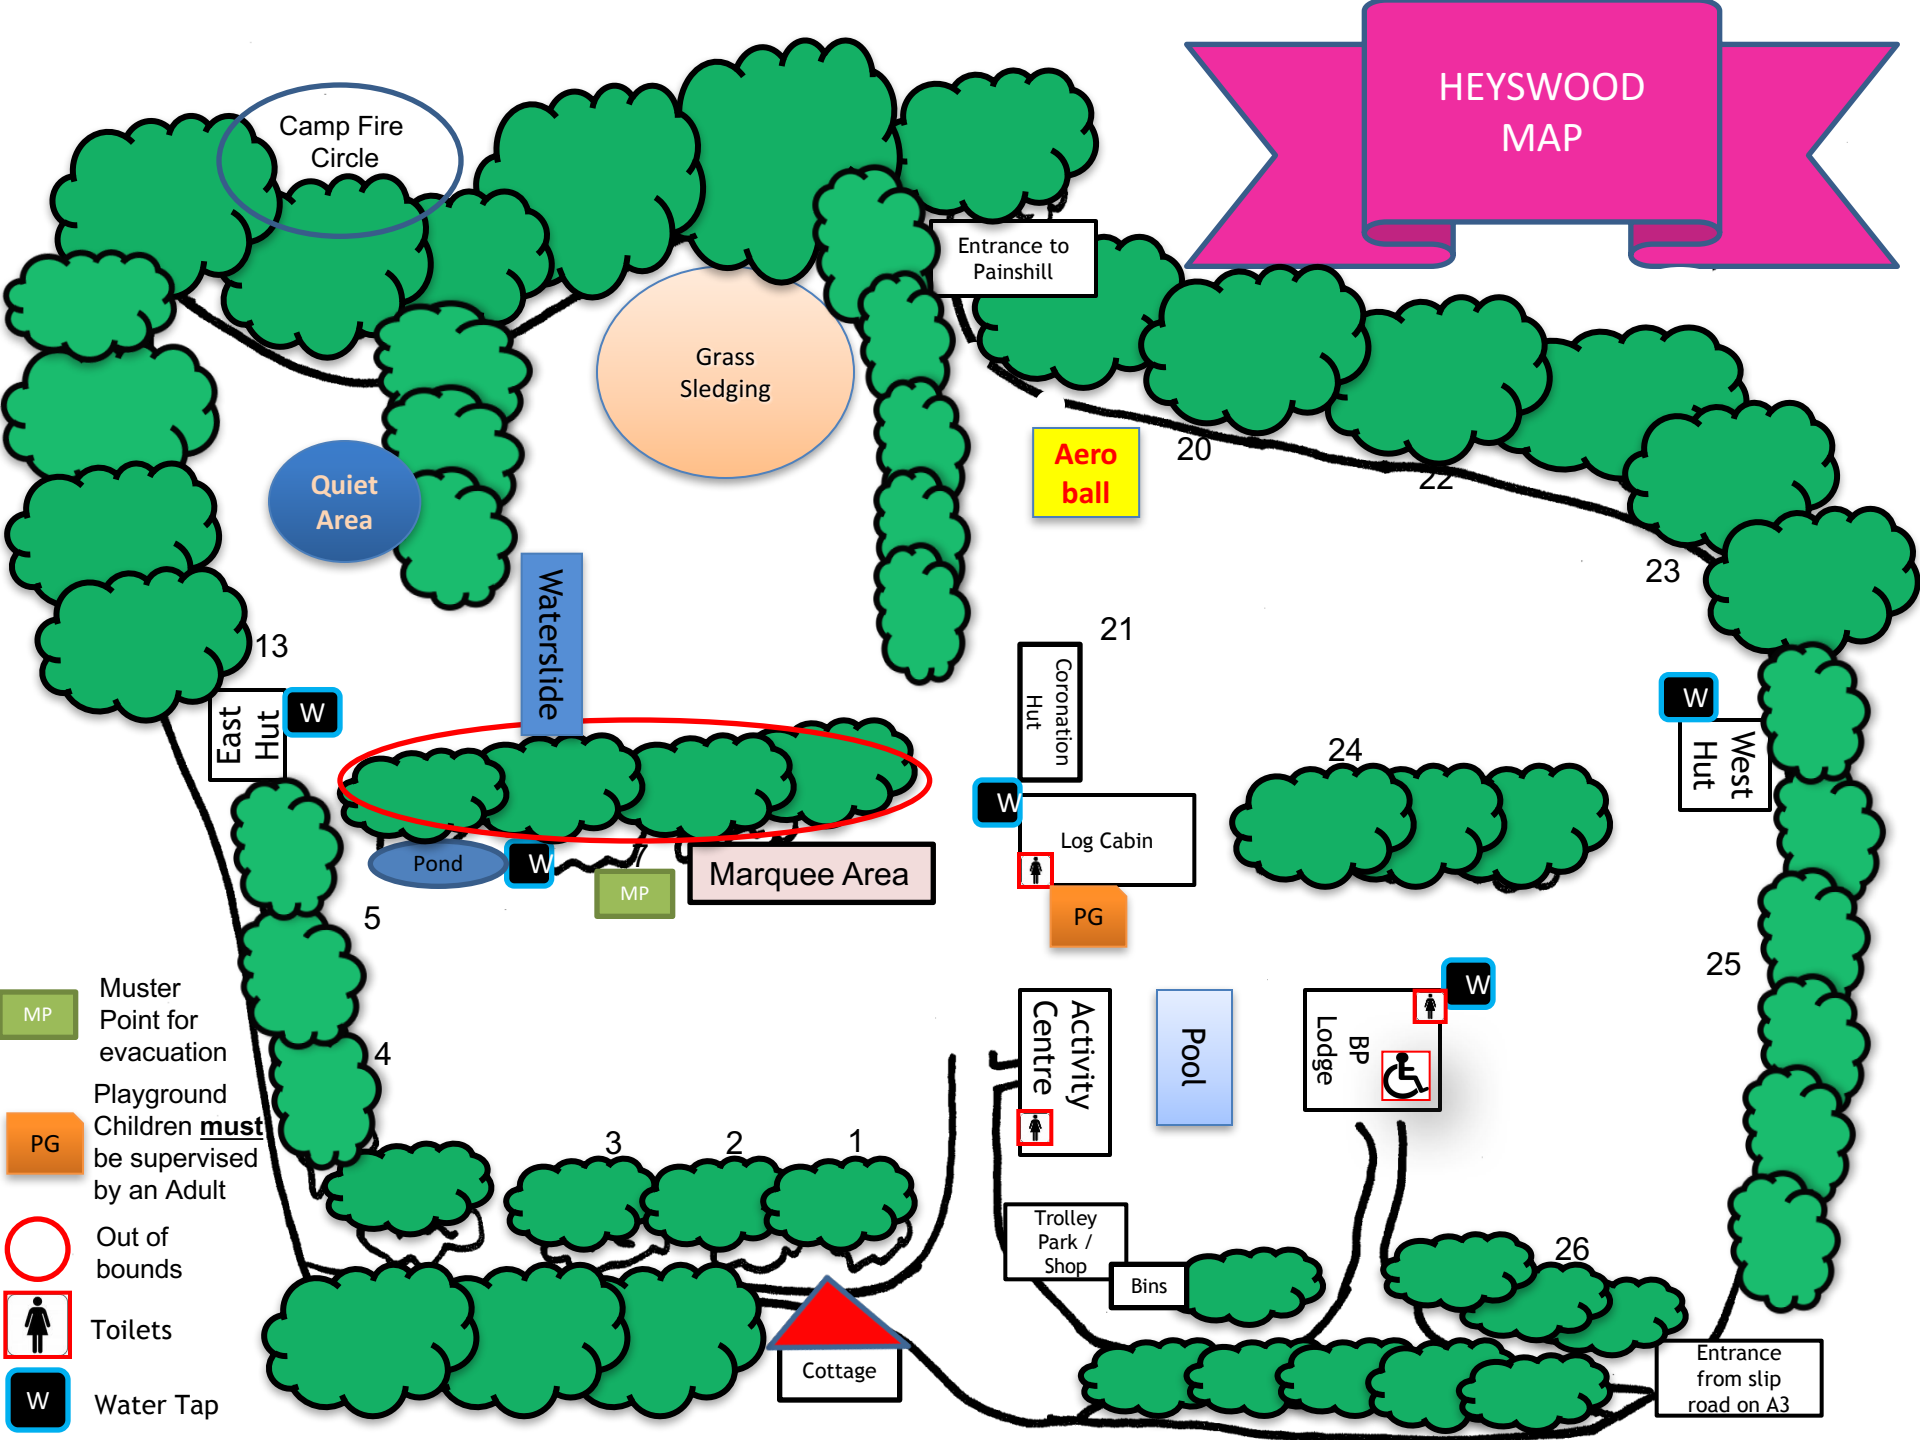 HEYSWOOD
MAP
Camp Fire
Circle
Entrance to
Painshill
Grass
Sledging
Aero
ball
20
22
Quiet
Area
23
Waterslide
21
13
Coronation
Hut
East
Hut
W
W
West
Hut
24
W
Log Cabin
Pond
W
7
MP
Marquee Area
PG
5
25
W
MP
Muster
Point for
evacuation
Activity
Centre
Pool
BP
Lodge
4
PG
Playground
Children must
be supervised
by an Adult
3
2
1
Trolley
Park /
Shop
Bins
26
Out of
bounds
Toilets
Cottage
Entrance
from slip
road on A3
W
Water Tap